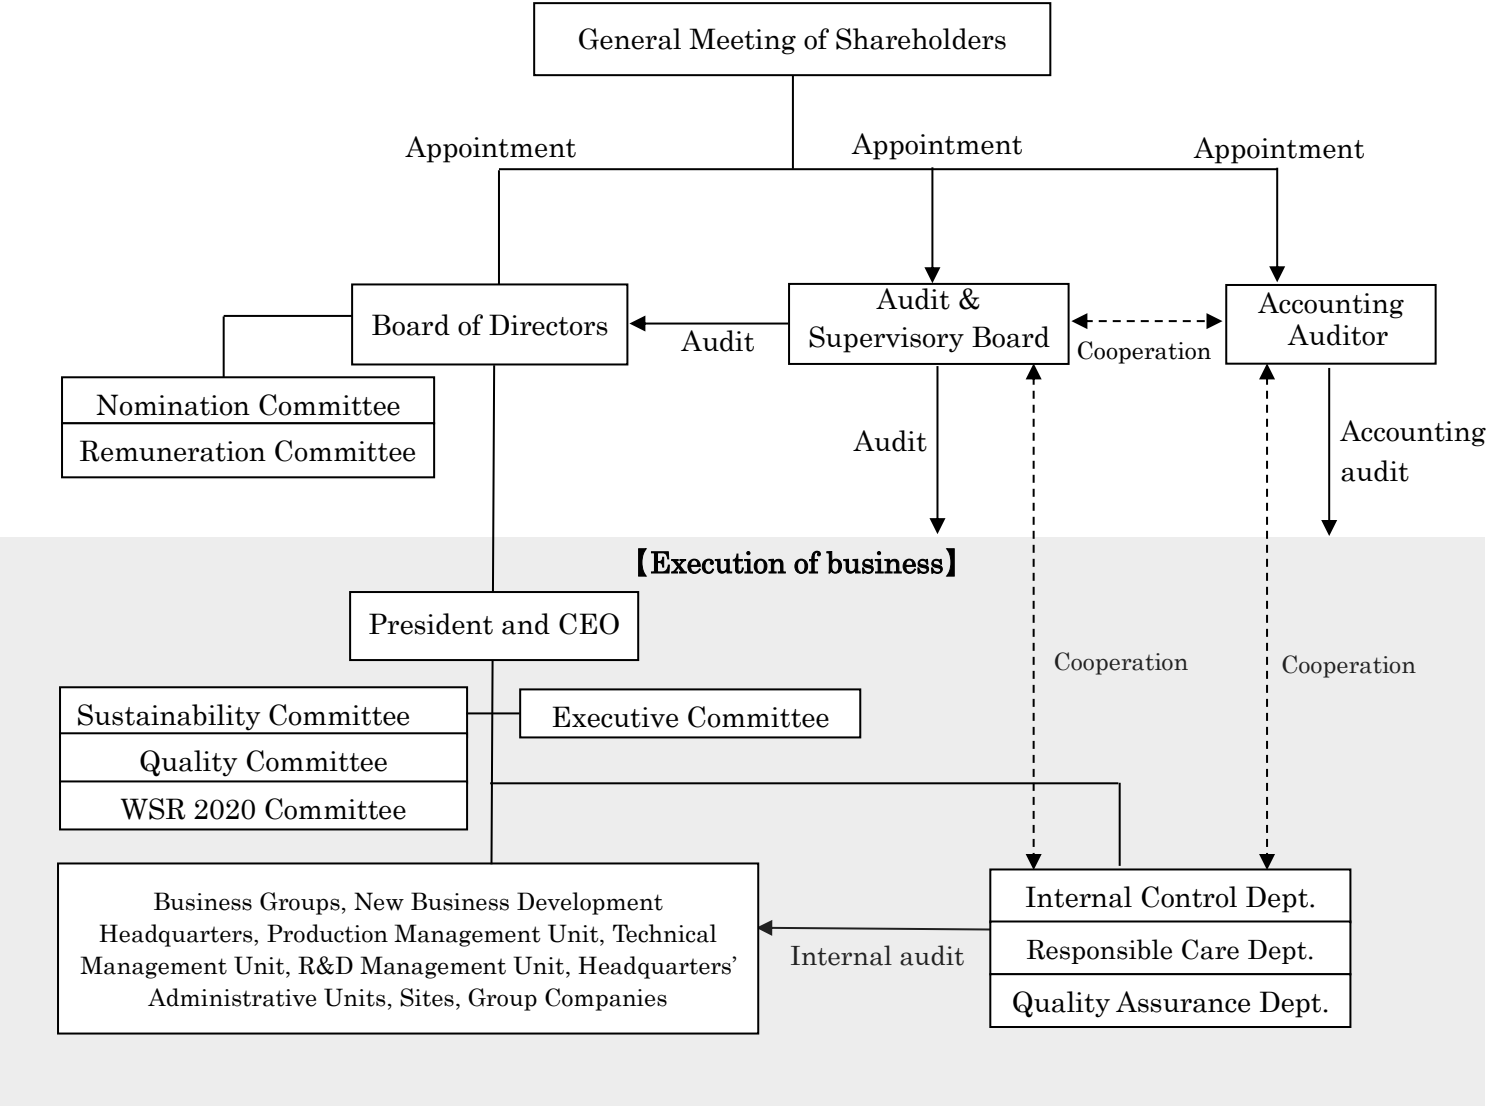 General Meeting of Shareholders
Appointment
Appointment
Appointment
Board of Directors
Audit
Audit &
Supervisory Board
Cooperation
Accounting
Auditor
Nomination Committee
Remuneration Committee
Audit
Accounting
audit
【Execution of business】
President and CEO
Cooperation
Cooperation
Sustainability Committee
Quality Committee
WSR 2020 Committee
Executive Committee
Business Groups, New Business Development
Headquarters, Production Management Unit, Technical
Management Unit, R&D Management Unit, Headquarters’
Administrative Units, Sites, Group Companies
Internal audit
Internal Control Dept.
Responsible Care Dept.
Quality Assurance Dept.